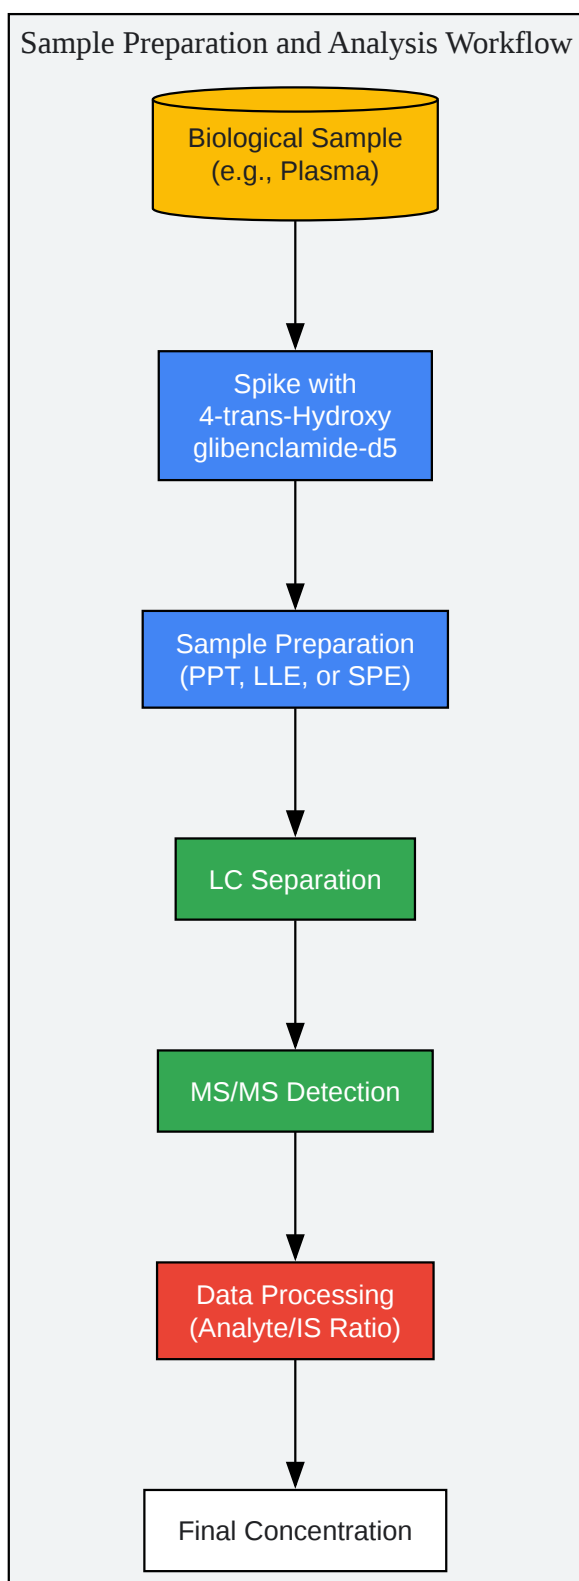 Sample Preparation and Analysis Workflow
Biological Sample
(e.g., Plasma)
Spike with
4-trans-Hydroxy
glibenclamide-d5
Sample Preparation
(PPT, LLE, or SPE)
LC Separation
MS/MS Detection
Data Processing
(Analyte/IS Ratio)
Final Concentration